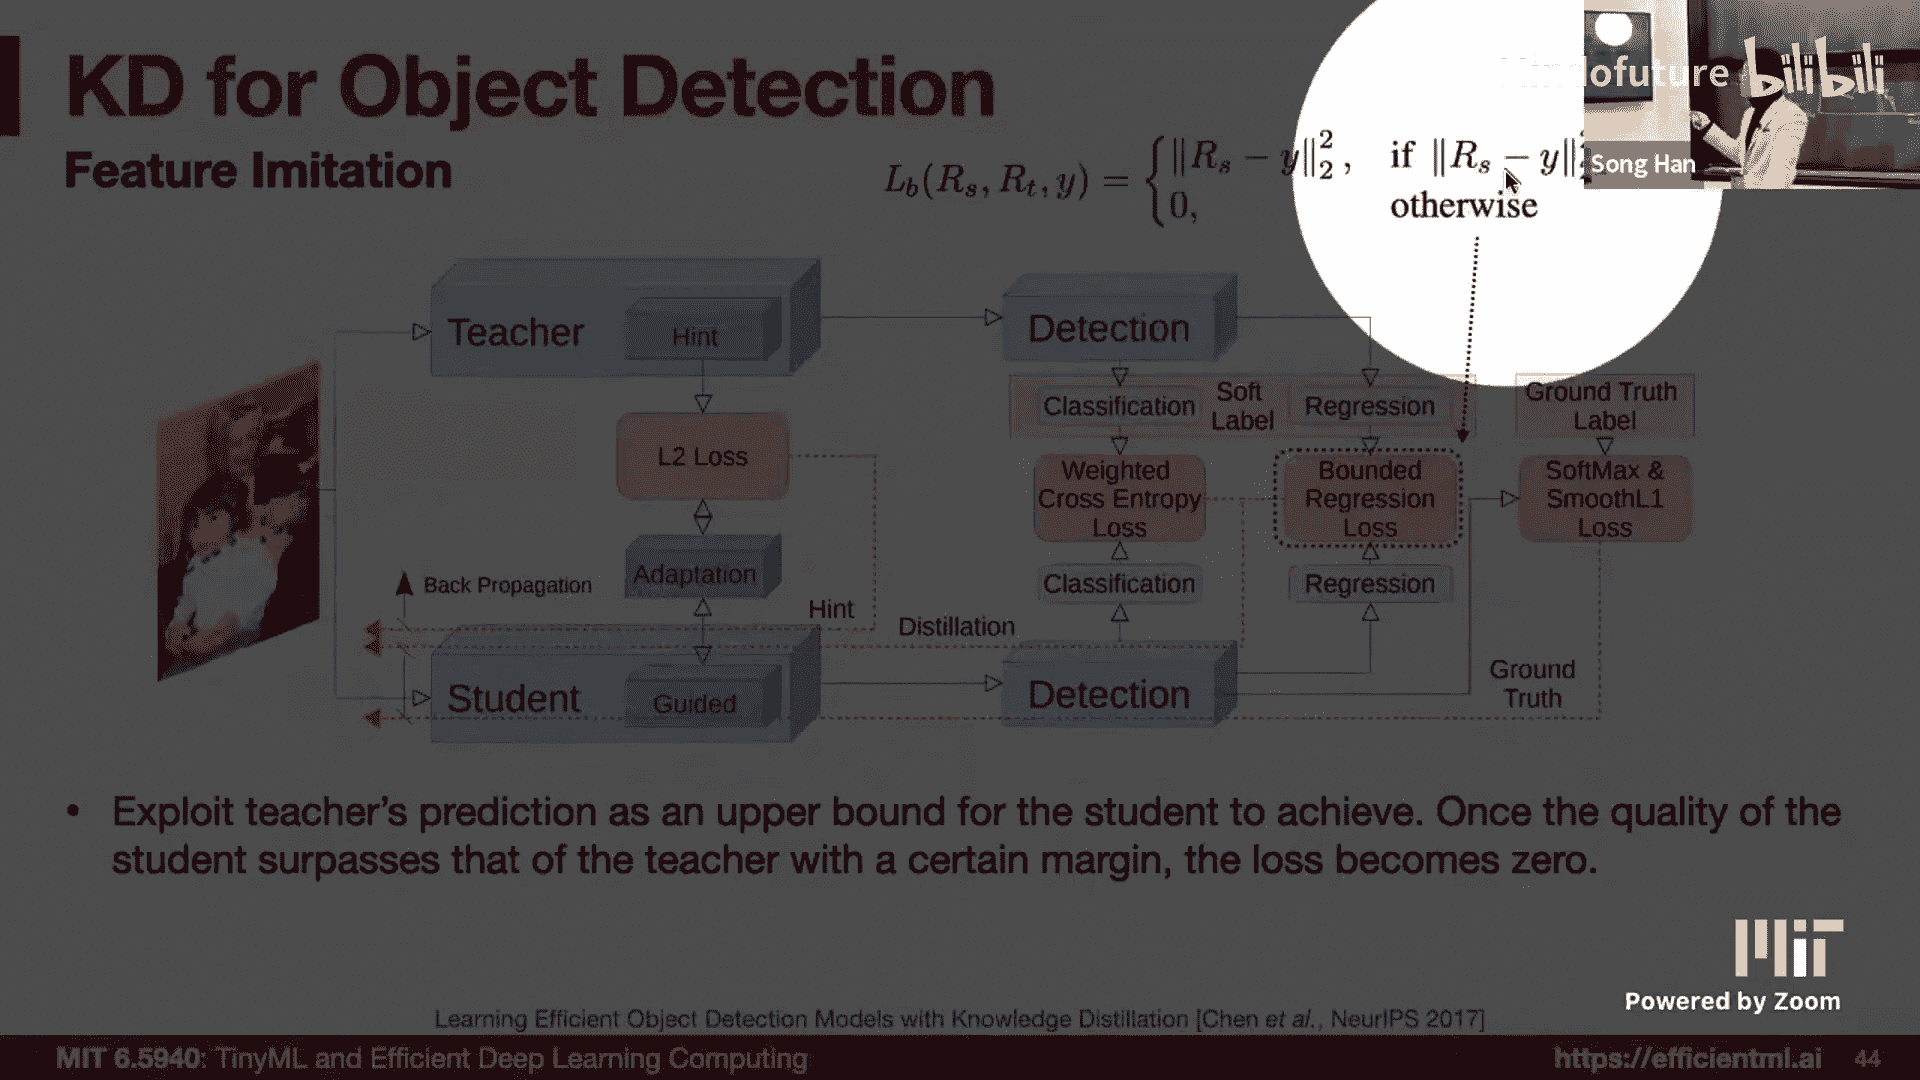 KD for Object Detection
Feature Imitation
L_b(R_s, R_t, y) = { ‖R_s − y‖₂², if ‖R_s − y‖
0, otherwise
ofuture bilibili
Song Han
Teacher
Hint
Detection
Classification
Soft
Label
Regression
Ground Truth
Label
L2 Loss
Weighted
Cross Entropy
Loss
Bounded
Regression
Loss
SoftMax &
SmoothL1
Loss
Adaptation
Classification
Regression
Back Propagation
Hint
Distillation
Student
Guided
Detection
Ground
Truth
• Exploit teacher’s prediction as an upper bound for the student to achieve. Once the quality of the
student surpasses that of the teacher with a certain margin, the loss becomes zero.
MIT
Powered by Zoom
Learning Efficient Object Detection Models with Knowledge Distillation [Chen et al., NeurIPS 2017]
MIT 6.5940: TinyML and Efficient Deep Learning Computing
https://efficientml.ai
44